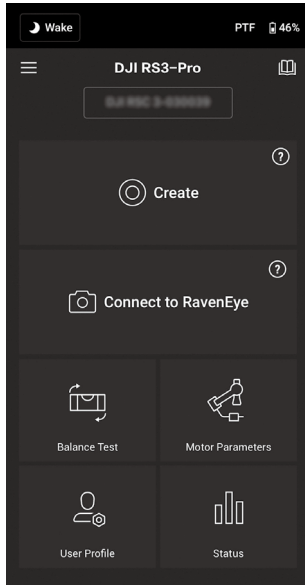 Wake
PTF 46%
DJI RS3-Pro
?
Create
?
Connect to RavenEye
Balance Test
Motor Parameters
User Profile
Status